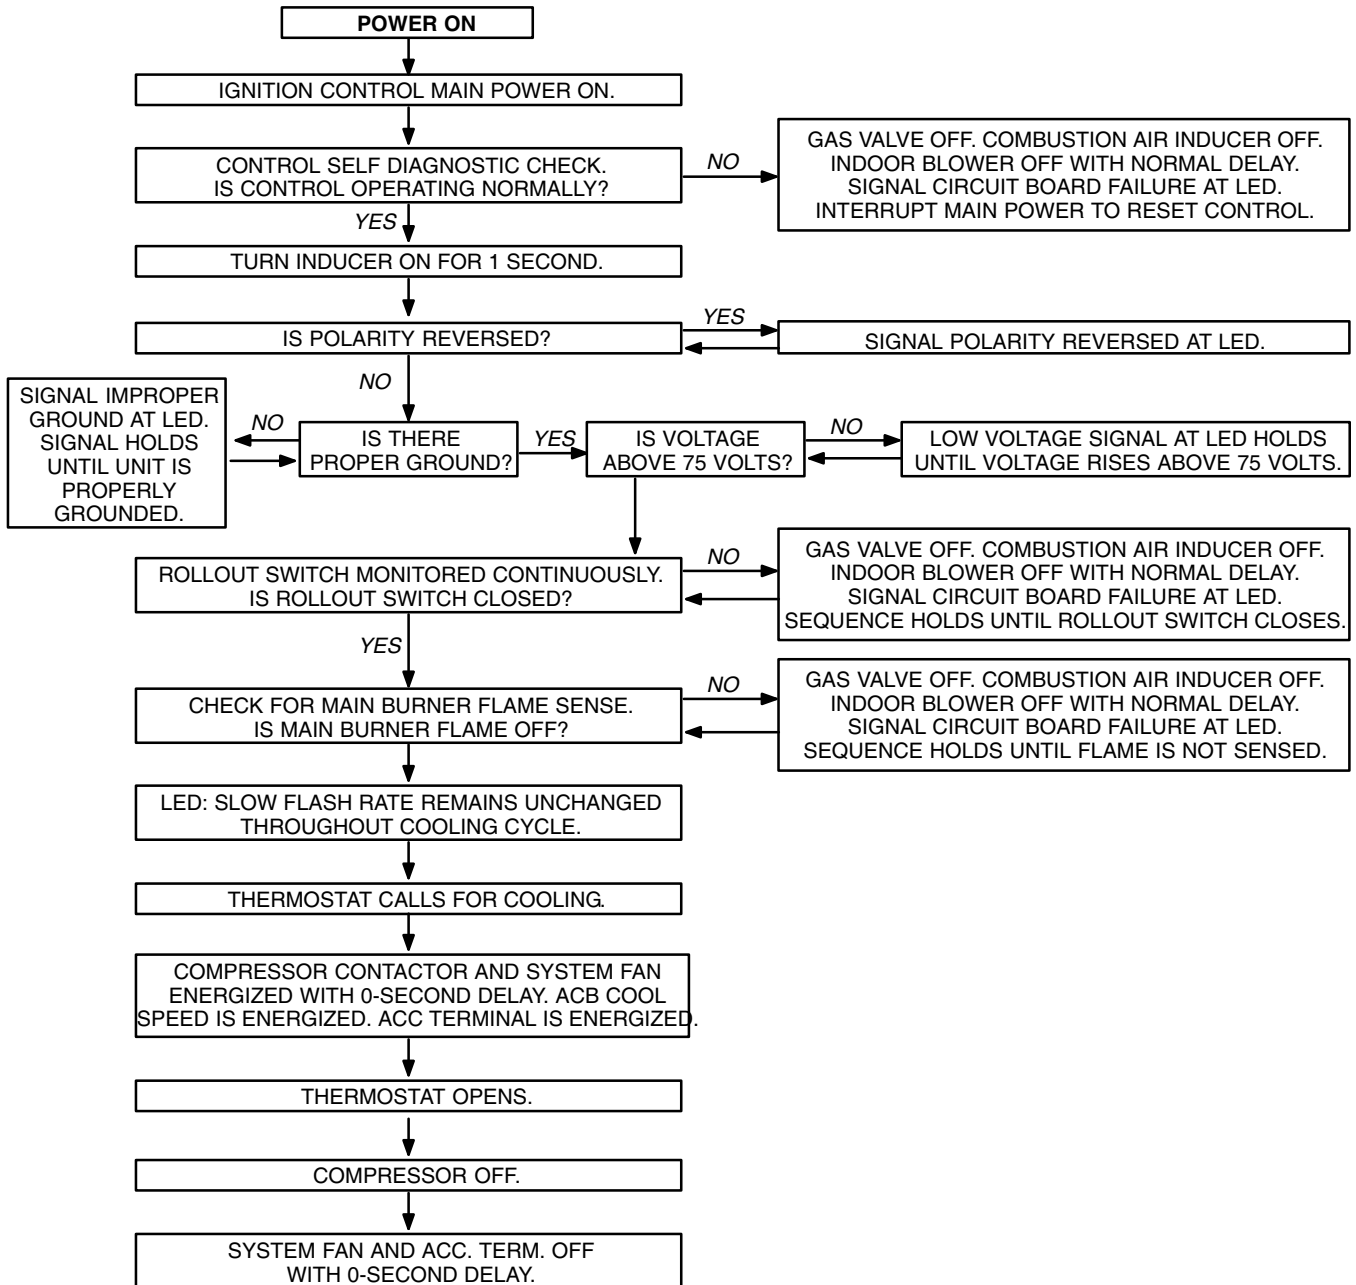 POWER ON
IGNITION CONTROL MAIN POWER ON.
CONTROL SELF DIAGNOSTIC CHECK.
IS CONTROL OPERATING NORMALLY?
NO
GAS VALVE OFF. COMBUSTION AIR INDUCER OFF.
INDOOR BLOWER OFF WITH NORMAL DELAY.
SIGNAL CIRCUIT BOARD FAILURE AT LED.
INTERRUPT MAIN POWER TO RESET CONTROL.
YES
TURN INDUCER ON FOR 1 SECOND.
IS POLARITY REVERSED?
YES
SIGNAL POLARITY REVERSED AT LED.
NO
SIGNAL IMPROPER
GROUND AT LED.
SIGNAL HOLDS
UNTIL UNIT IS
PROPERLY
GROUNDED.
NO
IS THERE
PROPER GROUND?
YES
IS VOLTAGE
ABOVE 75 VOLTS?
NO
LOW VOLTAGE SIGNAL AT LED HOLDS
UNTIL VOLTAGE RISES ABOVE 75 VOLTS.
ROLLOUT SWITCH MONITORED CONTINUOUSLY.
IS ROLLOUT SWITCH CLOSED?
NO
GAS VALVE OFF. COMBUSTION AIR INDUCER OFF.
INDOOR BLOWER OFF WITH NORMAL DELAY.
SIGNAL CIRCUIT BOARD FAILURE AT LED.
SEQUENCE HOLDS UNTIL ROLLOUT SWITCH CLOSES.
YES
CHECK FOR MAIN BURNER FLAME SENSE.
IS MAIN BURNER FLAME OFF?
NO
GAS VALVE OFF. COMBUSTION AIR INDUCER OFF.
INDOOR BLOWER OFF WITH NORMAL DELAY.
SIGNAL CIRCUIT BOARD FAILURE AT LED.
SEQUENCE HOLDS UNTIL FLAME IS NOT SENSED.
LED: SLOW FLASH RATE REMAINS UNCHANGED
THROUGHOUT COOLING CYCLE.
THERMOSTAT CALLS FOR COOLING.
COMPRESSOR CONTACTOR AND SYSTEM FAN
ENERGIZED WITH 0-SECOND DELAY. ACB COOL
SPEED IS ENERGIZED. ACC TERMINAL IS ENERGIZED.
THERMOSTAT OPENS.
COMPRESSOR OFF.
SYSTEM FAN AND ACC. TERM. OFF
WITH 0-SECOND DELAY.